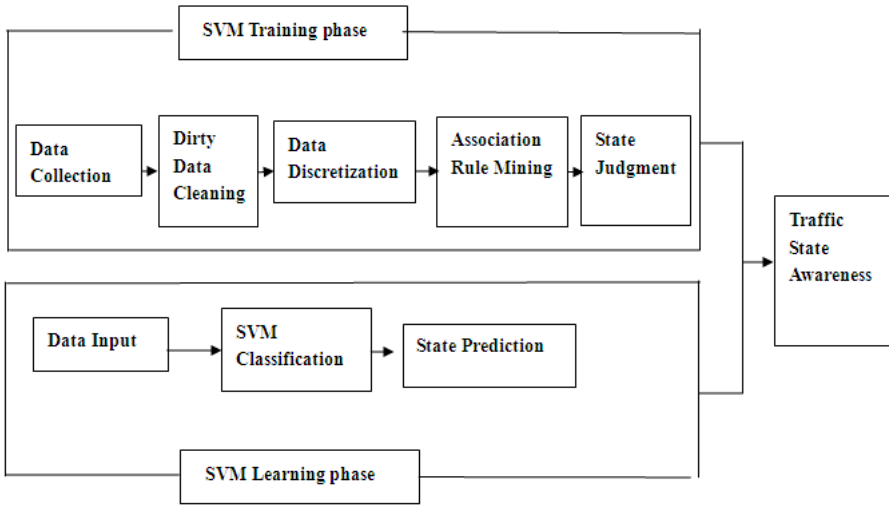 SVM Training phase
Data
Collection
Dirty
Data
Cleaning
Data
Discretization
Association
Rule Mining
State
Judgment
Traffic
State
Awareness
Data Input
SVM
Classification
State Prediction
SVM Learning phase